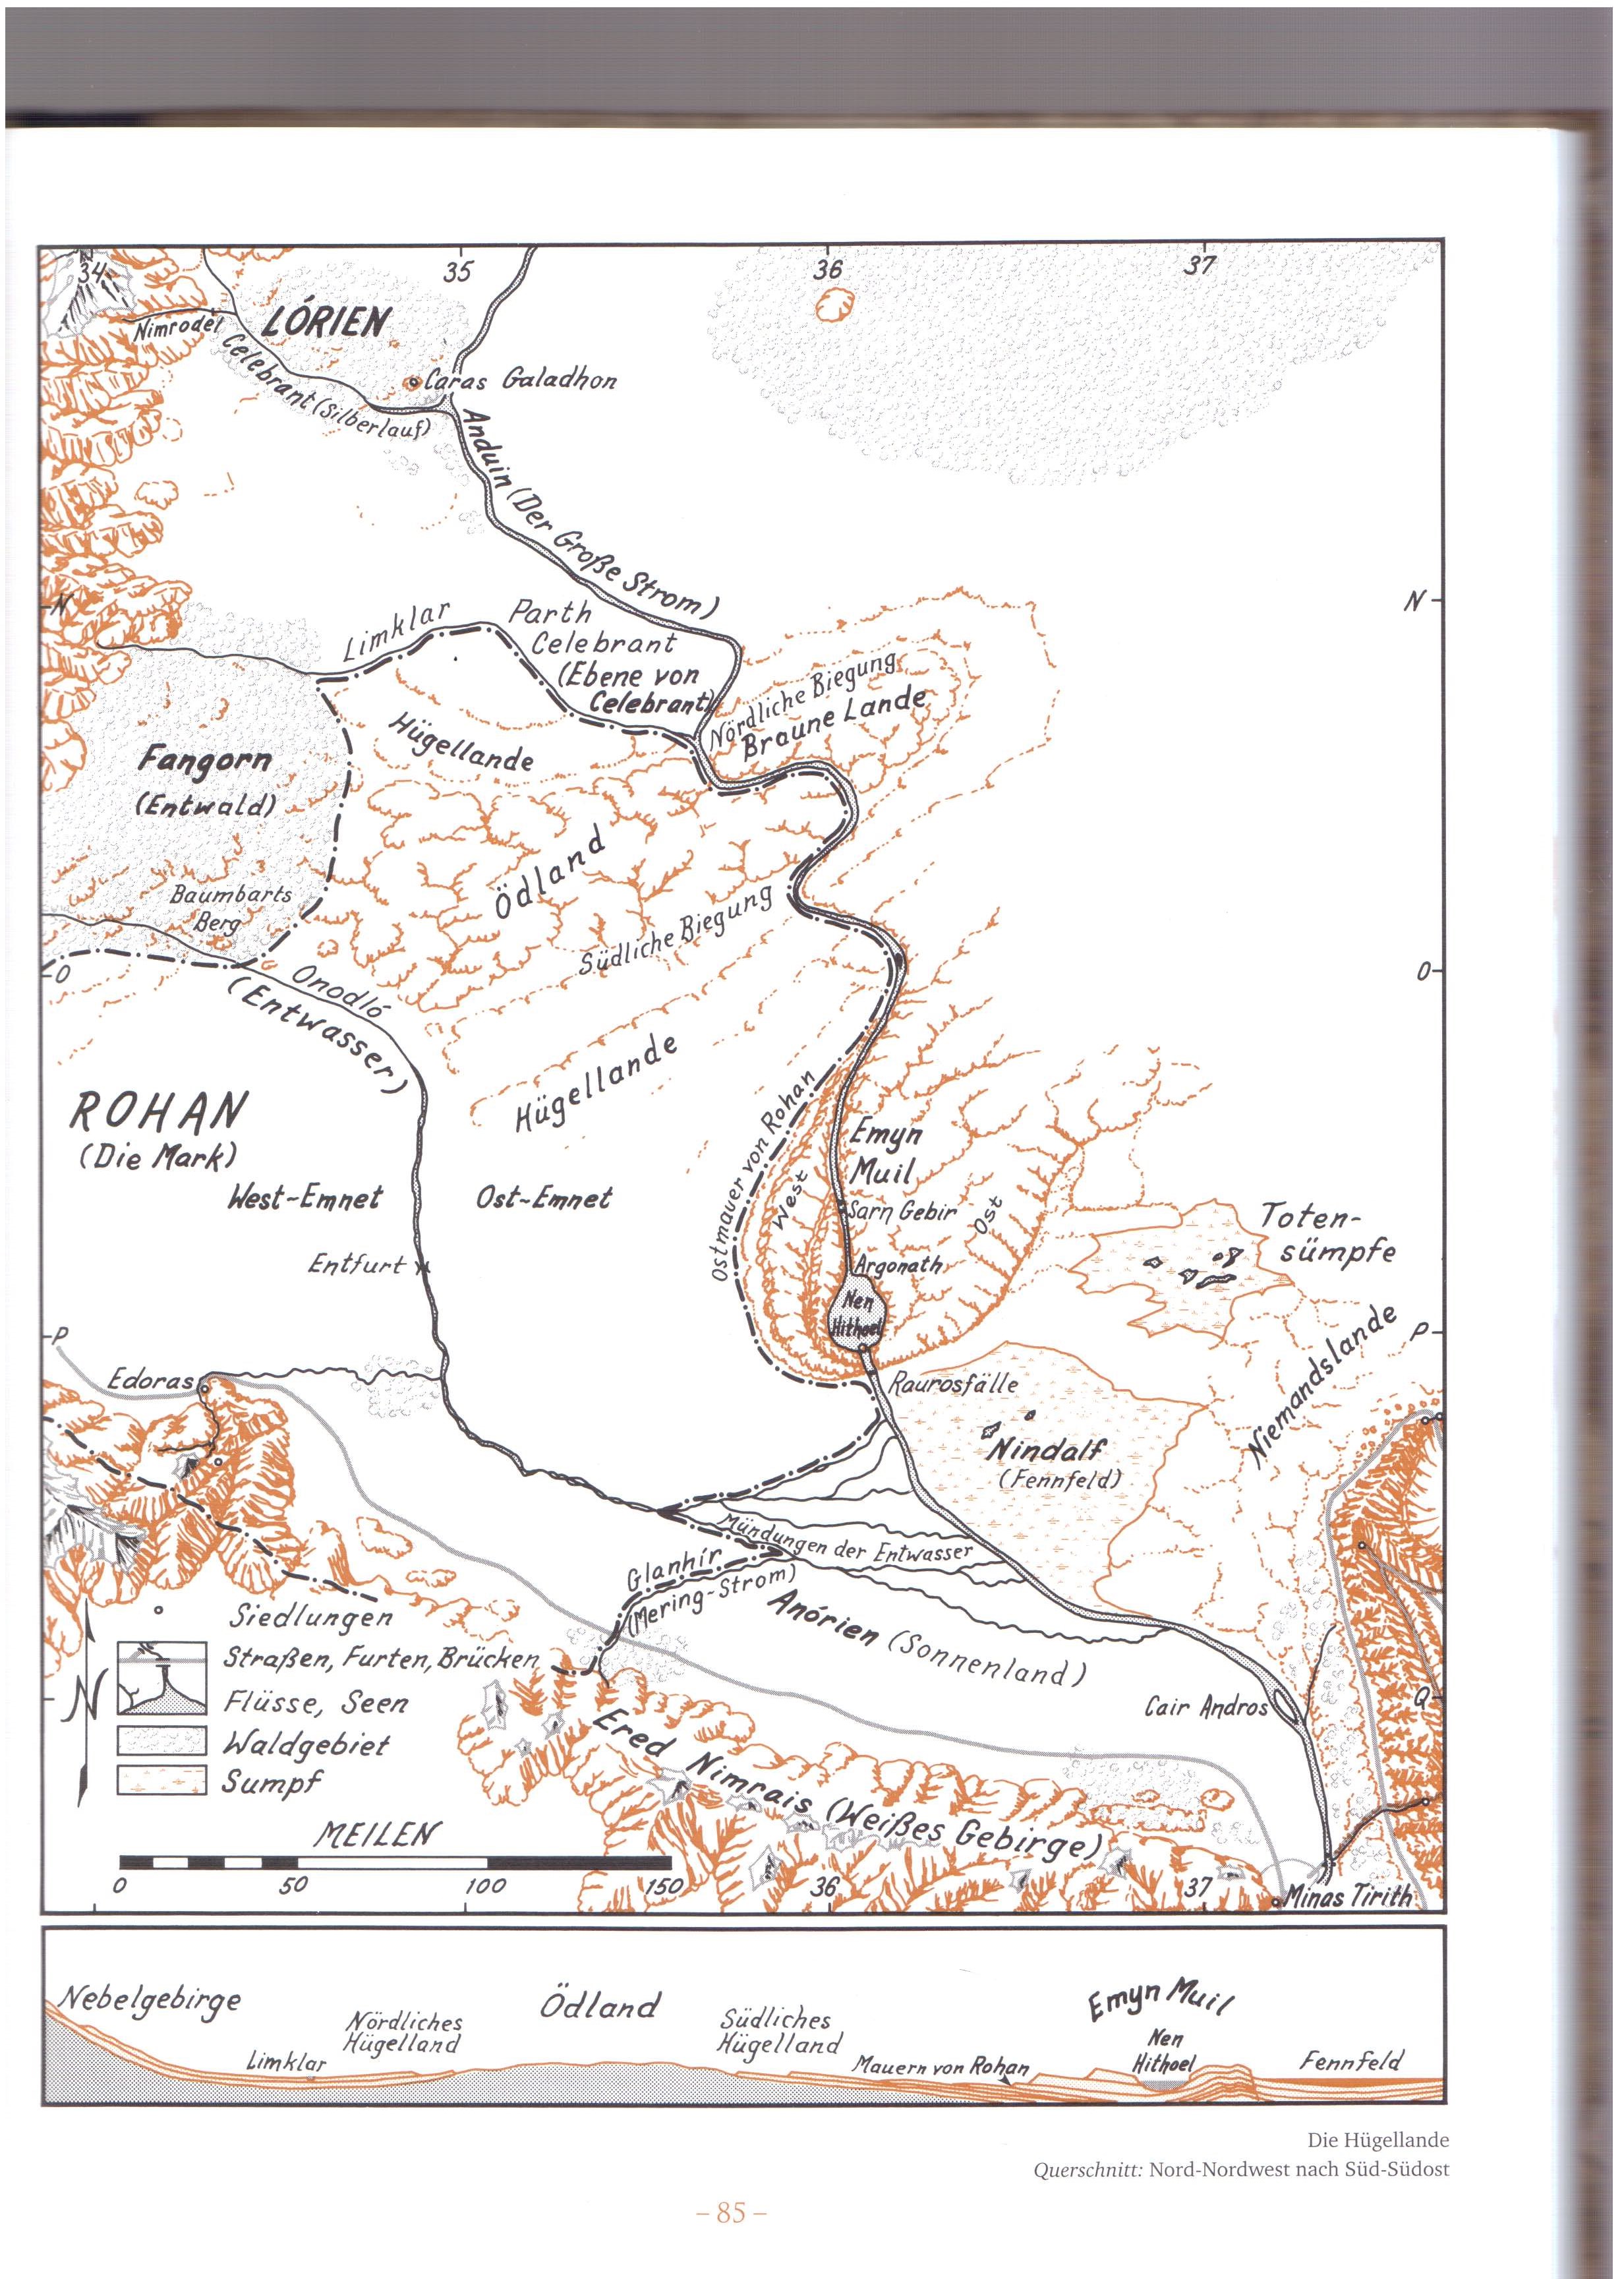 34
35
36
37
Nimrodel
LÓRIEN
Celebrant (Silberlauf)
Caras Galadhon
Anduin (Der Große Strom)
N
N
Limklar
Parth
Celebrant
(Ebene von
Celebrant)
Nördliche Biegung
Braune Lande
Hügellande
Fangorn
(Entwald)
Ödland
Baumbarts
Berg
Südliche Biegung
O
O
Onodló
(Entwasser)
Hügellande
ROHAN
(Die Mark)
Ostmauer von Rohan
Emyn
Muil
West
Ost
West-Emnet
Ost-Emnet
Sarn Gebir
Toten-
sümpfe
Entfurt
Argonath
Nen
Hithoel
P
P
Niemandslande
Edoras
Raurosfälle
Nindalf
(Fennfeld)
Mündungen der Entwasser
Glanhír
(Mering-Strom)
Anórien (Sonnenland)
Siedlungen
Straßen, Furten, Brücken
Flüsse, Seen
Waldgebiet
Sumpf
N
Cair Andros
Q
Ered Nimrais (Weißes Gebirge)
MEILEN
0 50 100 150
36
37
Minas Tirith
Nebelgebirge
Limklar
Nördliches
Hügelland
Ödland
Südliches
Hügelland
Mauern von Rohan
Emyn Muil
Nen
Hithoel
Fennfeld
Die Hügellande
Querschnitt: Nord-Nordwest nach Süd-Südost
– 85 –